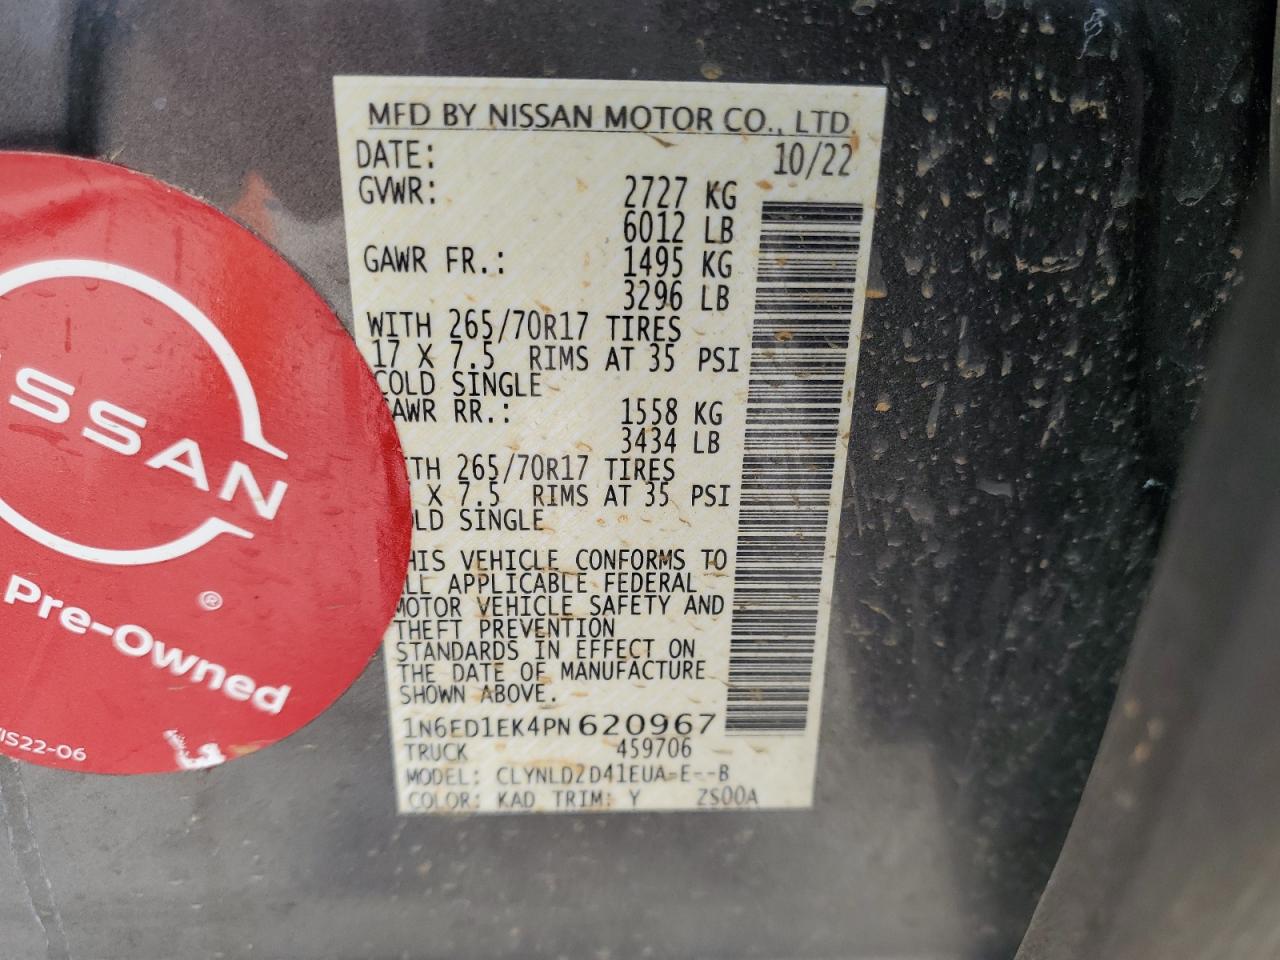 MFD BY NISSAN MOTOR CO., LTD.
DATE: 10/22
GVWR: 2727 KG
6012 LB
GAWR FR.: 1495 KG
3296 LB
WITH 265/70R17 TIRES
17 X 7.5 RIMS AT 35 PSI
COLD SINGLE
AWR RR.: 1558 KG
3434 LB
ITH 265/70R17 TIRES
X 7.5 RIMS AT 35 PSI
OLD SINGLE
HIS VEHICLE CONFORMS TO
LL APPLICABLE FEDERAL
MOTOR VEHICLE SAFETY AND
THEFT PREVENTION
STANDARDS IN EFFECT ON
THE DATE OF MANUFACTURE
SHOWN ABOVE.
1N6ED1EK4PN620967
TRUCK 459706
MODEL: CLYNLDZD41EUA-E--B
COLOR: KAD TRIM: Y ZS00A
ISSAN
®
Pre-Owned
IS22-06